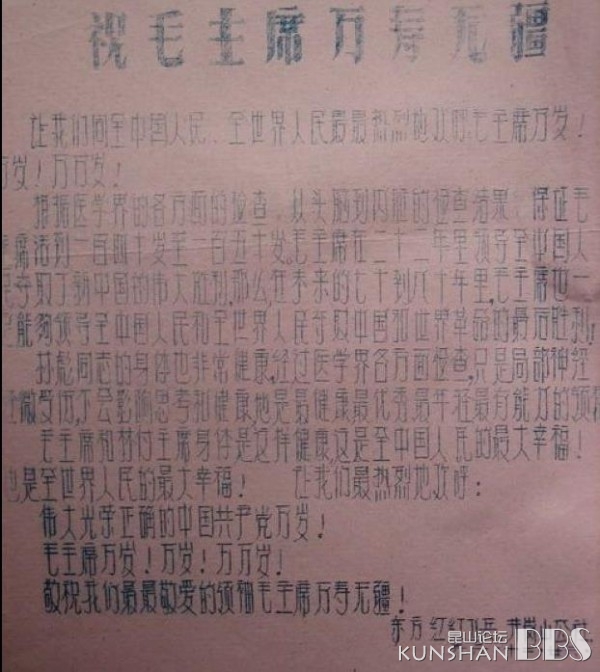 祝毛主席万寿无疆
让我们向全中国人民、全世界人民最最热烈地欢呼毛主席万岁！
万岁！万万岁！
根据医学界的各方面的检查，从头脑到内脏的检查结果 保证毛
主席活到一百四十岁至一百五十岁。毛主席在二十二年里领导全中国人
民夺取了新中国的伟大胜利，那么在未来的七十到八十年里，毛主席也一
定能够领导全中国人民和全世界人民夺取中国和世界革命的最后胜利！
林彪同志的身体也非常健康，经过医学界各方面检查，只是局部神经
微受伤，不会影响思考和健康，他是最健康最优秀最年轻最有能力的领
毛主席和林付主席身体是这样健康，这是全中国人民的最大幸福！
也是全世界人民的最大幸福！ 让我们最热烈地欢呼：
伟大光荣正确的中国共产党万岁！
毛主席万岁！万岁！万万岁！
敬祝我们最最敬爱的领袖毛主席万寿无疆！
东方红红卫兵 井岗山
昆山论坛
KUNSHAN BBS